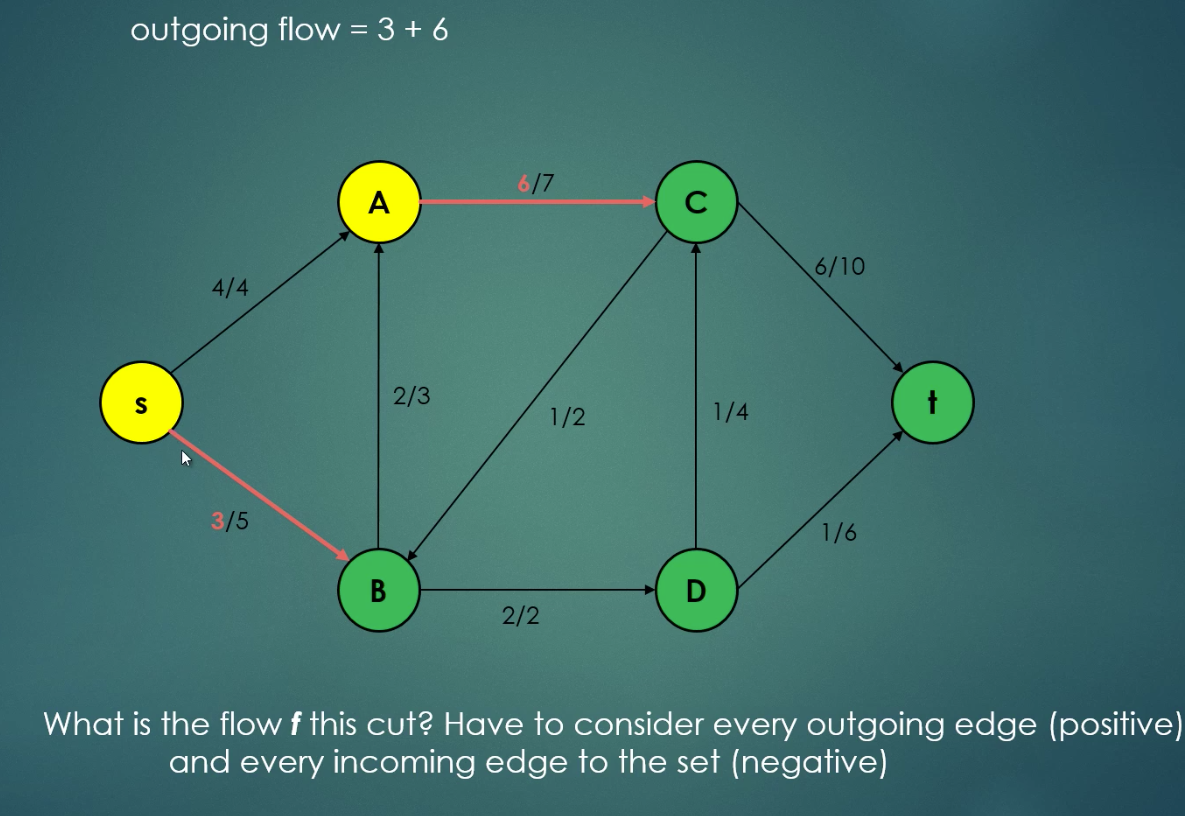 outgoing flow = 3 + 6
6/7
A
C
4/4
6/10
s
2/3
1/2
1/4
t
3/5
1/6
B
D
2/2
What is the flow f this cut? Have to consider every outgoing edge (positive)
and every incoming edge to the set (negative)